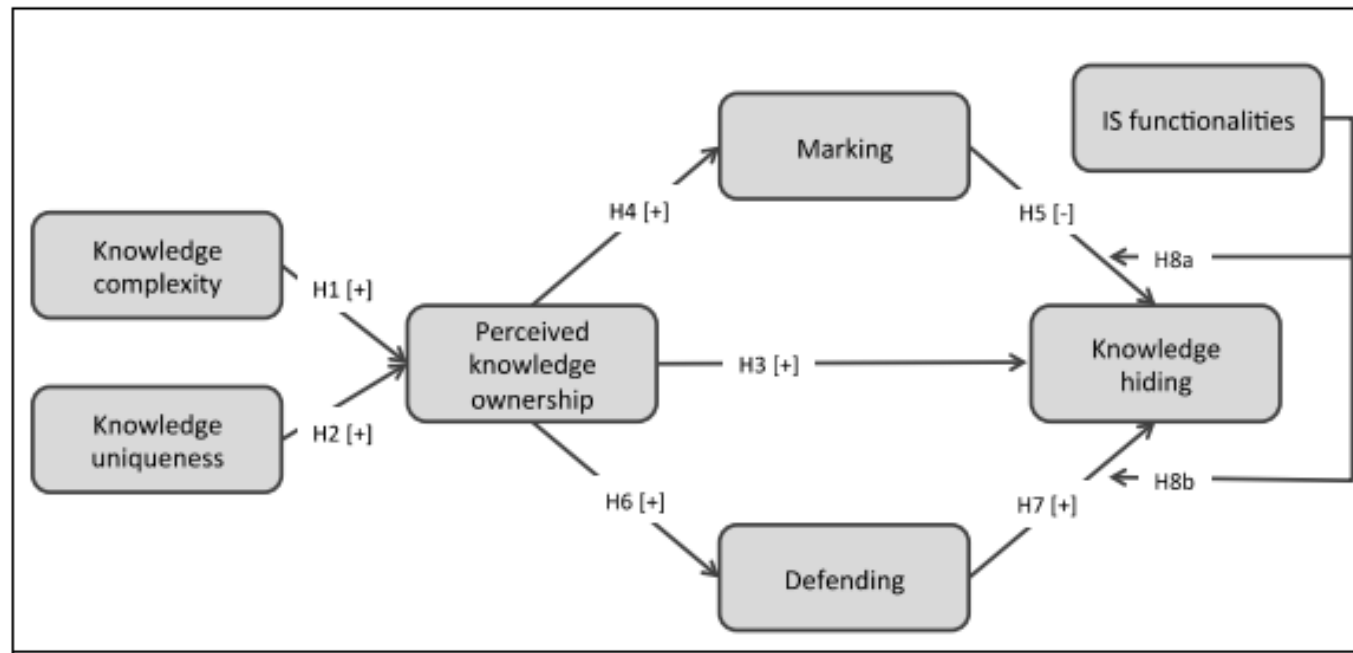 IS functionalities
Marking
H4 [+]
H5 [-]
Knowledge
complexity
H8a
H1 [+]
Perceived
knowledge
ownership
H3 [+]
Knowledge
hiding
Knowledge
uniqueness
H2 [+]
H8b
H6 [+]
H7 [+]
Defending